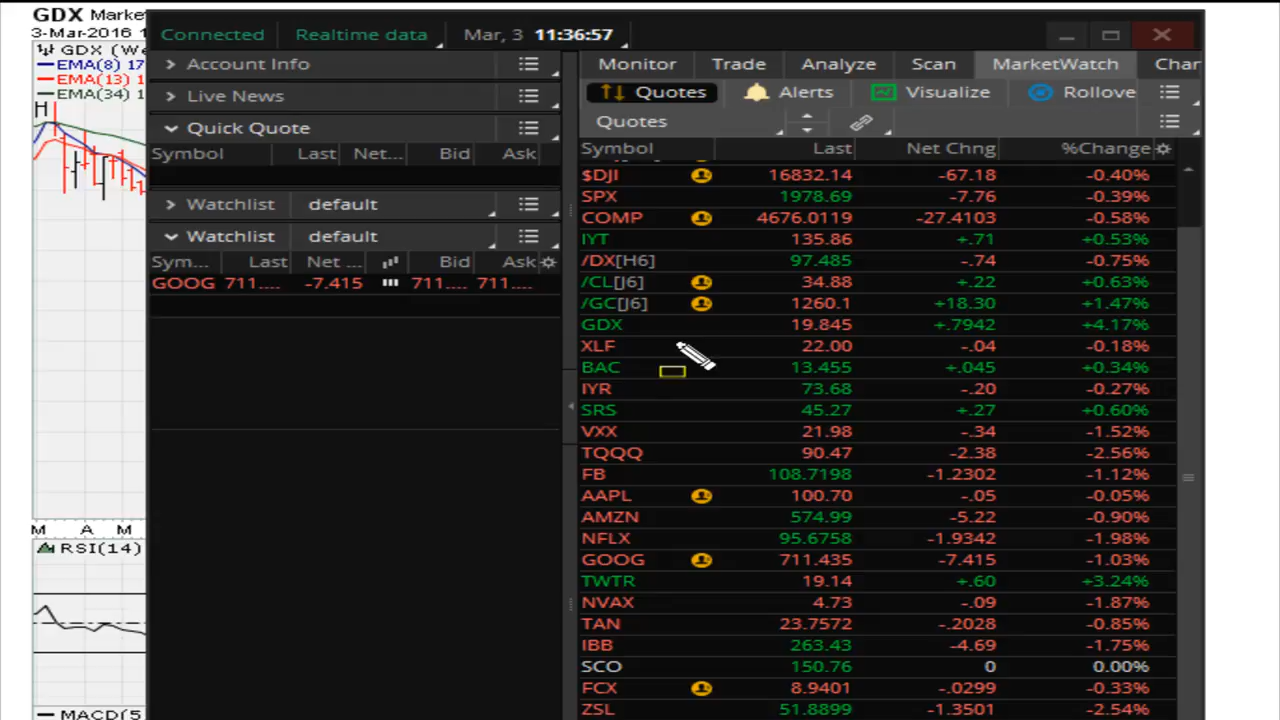 GDX Marke
3-Mar-2016 1
GDX (We
EMA(8) 17
EMA(13) 1
EMA(34) 1
H
M A M
RSI(14)
MACD(5
Connected Realtime data Mar, 3 11:36:57
Account Info
Live News
Quick Quote
Symbol Last Net... Bid Ask
Watchlist default
Watchlist default
Sym... Last Net ... Bid Ask
GOOG 711.... -7.415 711.... 711....
Monitor Trade Analyze Scan MarketWatch Char
Quotes Alerts Visualize Rollove
Quotes
Symbol Last Net Chng %Change
$DJI 16832.14 -67.18 -0.40%
SPX 1978.69 -7.76 -0.39%
COMP 4676.0119 -27.4103 -0.58%
IYT 135.86 +.71 +0.53%
/DX[H6] 97.485 -.74 -0.75%
/CL[J6] 34.88 +.22 +0.63%
/GC[J6] 1260.1 +18.30 +1.47%
GDX 19.845 +.7942 +4.17%
XLF 22.00 -.04 -0.18%
BAC 13.455 +.045 +0.34%
IYR 73.68 -.20 -0.27%
SRS 45.27 +.27 +0.60%
VXX 21.98 -.34 -1.52%
TQQQ 90.47 -2.38 -2.56%
FB 108.7198 -1.2302 -1.12%
AAPL 100.70 -.05 -0.05%
AMZN 574.99 -5.22 -0.90%
NFLX 95.6758 -1.9342 -1.98%
GOOG 711.435 -7.415 -1.03%
TWTR 19.14 +.60 +3.24%
NVAX 4.73 -.09 -1.87%
TAN 23.7572 -.2028 -0.85%
IBB 263.43 -4.69 -1.75%
SCO 150.76 0 0.00%
FCX 8.9401 -.0299 -0.33%
ZSL 51.8899 -1.3501 -2.54%